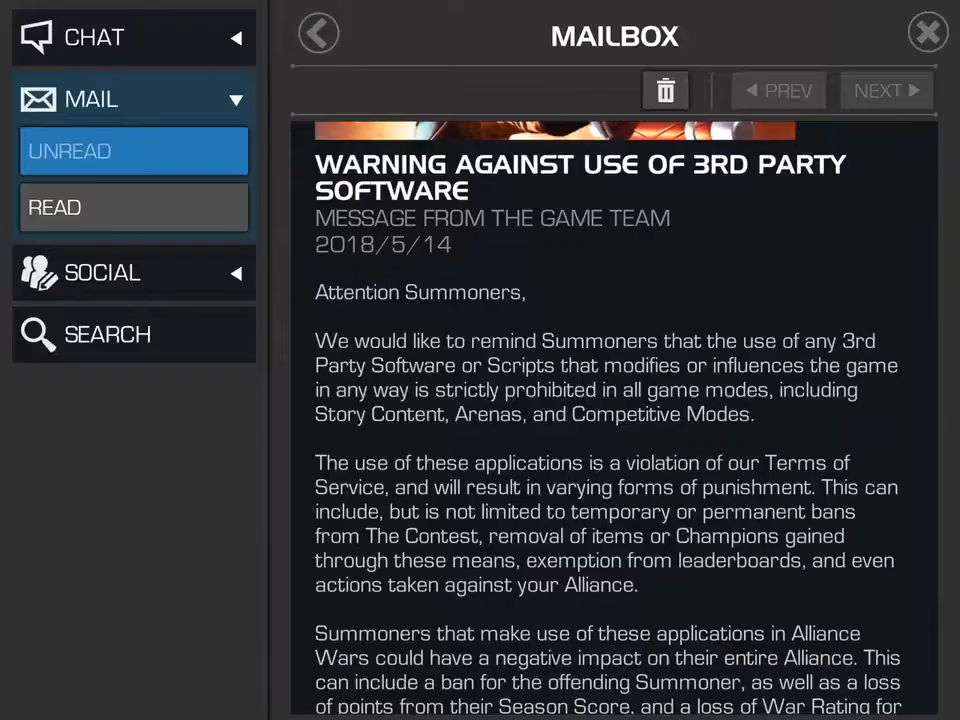 CHAT
MAIL
UNREAD
READ
SOCIAL
SEARCH
MAILBOX
PREV
NEXT
WARNING AGAINST USE OF 3RD PARTY
SOFTWARE
MESSAGE FROM THE GAME TEAM
2018/5/14
Attention Summoners,
We would like to remind Summoners that the use of any 3rd
Party Software or Scripts that modifies or influences the game
in any way is strictly prohibited in all game modes, including
Story Content, Arenas, and Competitive Modes.
The use of these applications is a violation of our Terms of
Service, and will result in varying forms of punishment. This can
include, but is not limited to temporary or permanent bans
from The Contest, removal of items or Champions gained
through these means, exemption from leaderboards, and even
actions taken against your Alliance.
Summoners that make use of these applications in Alliance
Wars could have a negative impact on their entire Alliance. This
can include a ban for the offending Summoner, as well as a loss
of points from their Season Score, and a loss of War Rating for